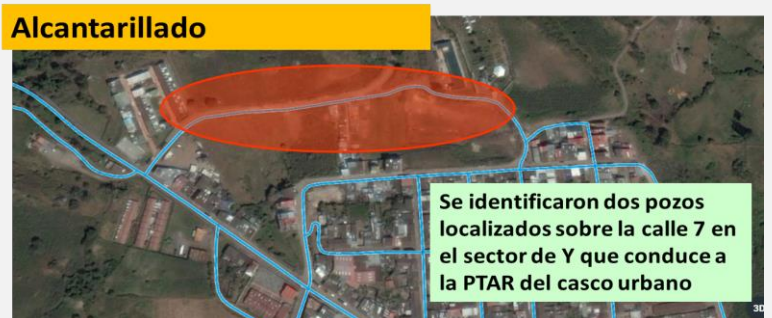 Alcantarillado
Se identificaron dos pozos
localizados sobre la calle 7 en
el sector de Y que conduce a
la PTAR del casco urbano
3D